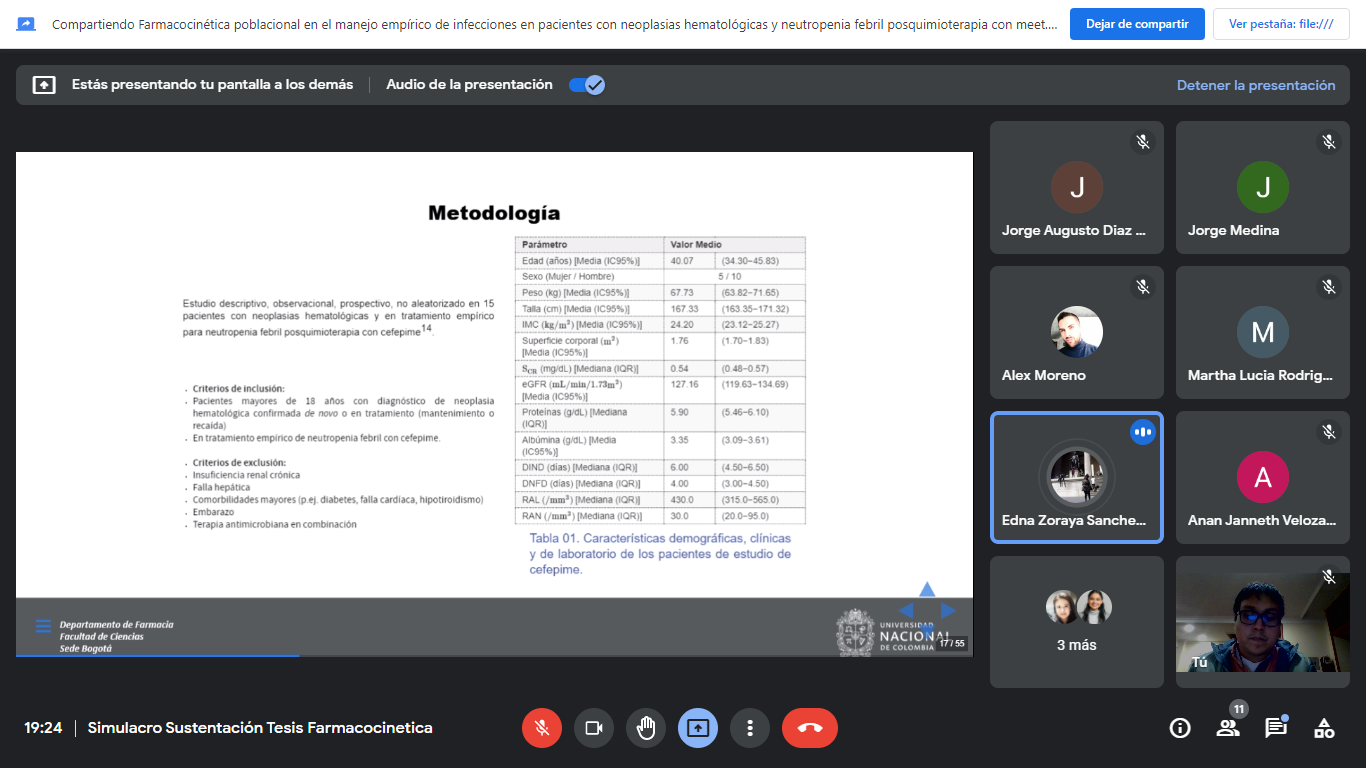 Compartiendo Farmacocinética poblacional en el manejo empírico de infecciones en pacientes con neoplasias hematológicas y neutropenia febril posquimioterapia con meet....
Dejar de compartir
Ver pestaña: file:///
Estás presentando tu pantalla a los demás
Audio de la presentación
Detener la presentación
Metodología
Estudio descriptivo, observacional, prospectivo, no aleatorizado en 15
pacientes con neoplasias hematológicas y en tratamiento empírico
para neutropenia febril posquimioterapia con cefepime14.
Criterios de inclusión:
Pacientes mayores de 18 años con diagnóstico de neoplasia
hematológica confirmada de novo o en tratamiento (mantenimiento o
recaída)
En tratamiento empírico de neutropenia febril con cefepime.
Criterios de exclusión:
Insuficiencia renal crónica
Falla hepática
Comorbilidades mayores (p.ej. diabetes, falla cardíaca, hipotiroidismo)
Embarazo
Terapia antimicrobiana en combinación
Parámetro Valor Medio
Edad (años) [Media (IC95%)] 40.07 (34.30–45.83)
Sexo (Mujer / Hombre) 5 / 10
Peso (kg) [Media (IC95%)] 67.73 (63.82–71.65)
Talla (cm) [Media (IC95%)] 167.33 (163.35–171.32)
IMC (kg/m²) [Media (IC95%)] 24.20 (23.12–25.27)
Superficie corporal (m²) 1.76 (1.70–1.83)
[Media (IC95%)]
SCR (mg/dL) [Mediana (IQR)] 0.54 (0.48–0.57)
eGFR (mL/min/1.73m²) 127.16 (119.63–134.69)
[Media (IC95%)]
Proteínas (g/dL) [Mediana 5.90 (5.46–6.10)
(IQR)]
Albúmina (g/dL) [Media 3.35 (3.09–3.61)
(IC95%)]
DIND (días) [Mediana (IQR)] 6.00 (4.50–6.50)
DNFD (días) [Mediana (IQR)] 4.00 (3.00–4.50)
RAL (/mm³) [Mediana (IQR)] 430.0 (315.0–565.0)
RAN (/mm³) [Mediana (IQR)] 30.0 (20.0–95.0)
Tabla 01. Características demográficas, clínicas
y de laboratorio de los pacientes de estudio de
cefepime.
Departamento de Farmacia
Facultad de Ciencias
Sede Bogotá
UNIVERSIDAD
NACIONAL
DE COLOMBIA
17 / 55
J
Jorge Augusto Diaz ...
J
Jorge Medina
Alex Moreno
M
Martha Lucia Rodrig...
Edna Zoraya Sanche...
A
Anan Janneth Veloza...
3 más
Tú
19:24
Simulacro Sustentación Tesis Farmacocinetica
11